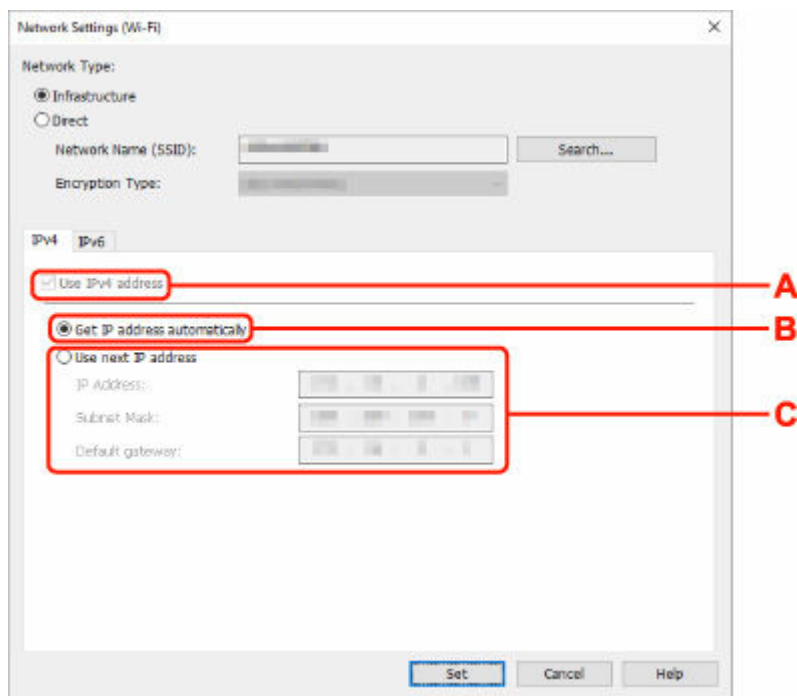 Network Settings (Wi-Fi)
Network Type:
Infrastructure
Direct
Network Name (SSID):
Search...
Encryption Type:
IPv4 IPv6
Use IPv4 address
A
Get IP address automatically
B
Use next IP address
IP Address:
Subnet Mask:
C
Default gateway:
Set Cancel Help